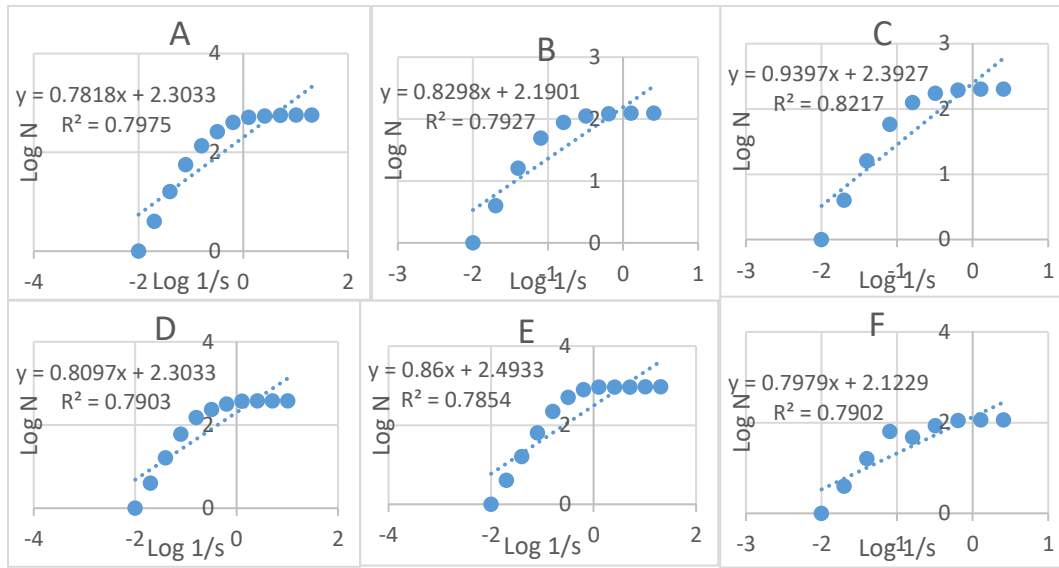 A
4
y = 0.7818x + 2.3033
R² = 0.7975
2
Log N
0
-4
-2
0
2
Log 1/s
B
3
y = 0.8298x + 2.1901
R² = 0.7927
2
Log N
1
0
-3
-2
-1
0
1
Log 1/s
C
3
y = 0.9397x + 2.3927
R² = 0.8217
2
Log N
1
0
-3
-2
-1
0
1
Log 1/s
D
4
y = 0.8097x + 2.3033
R² = 0.7903
2
Log N
0
-4
-2
0
2
Log 1/s
E
4
y = 0.86x + 2.4933
R² = 0.7854
2
Log N
0
-4
-2
0
2
Log 1/s
F
4
y = 0.7979x + 2.1229
R² = 0.7902
2
Log N
0
-3
-2
-1
0
1
Log 1/s